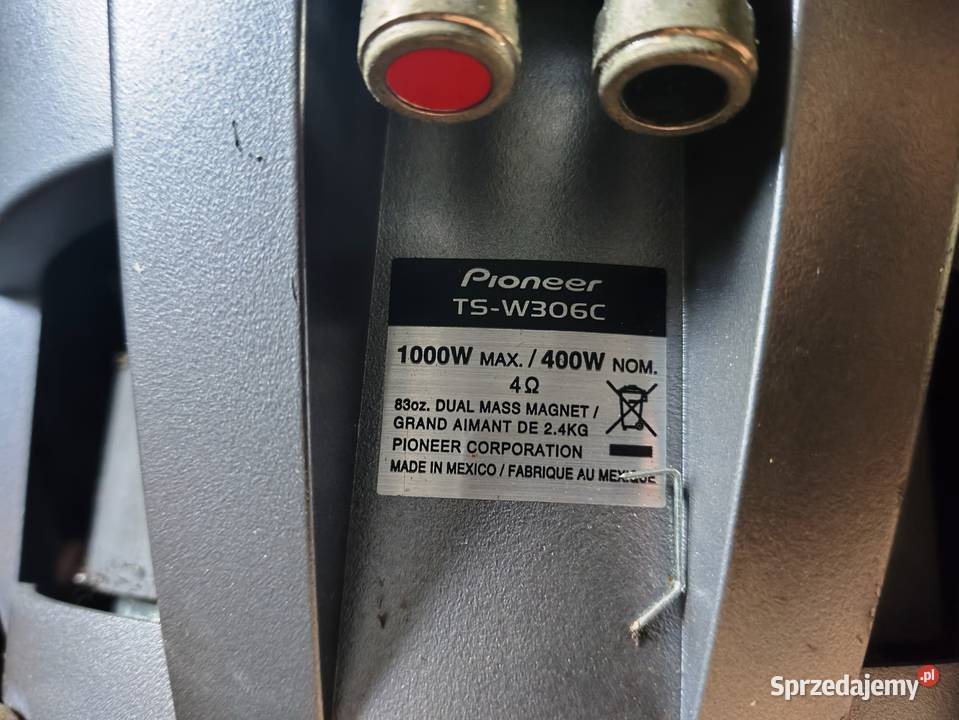 Pioneer
TS-W306C
1000W MAX. / 400W NOM.
4Ω
83oz. DUAL MASS MAGNET /
GRAND AIMANT DE 2.4KG
PIONEER CORPORATION
MADE IN MEXICO / FABRIQUE AU MEXIQUE
Sprzedajemy.pl